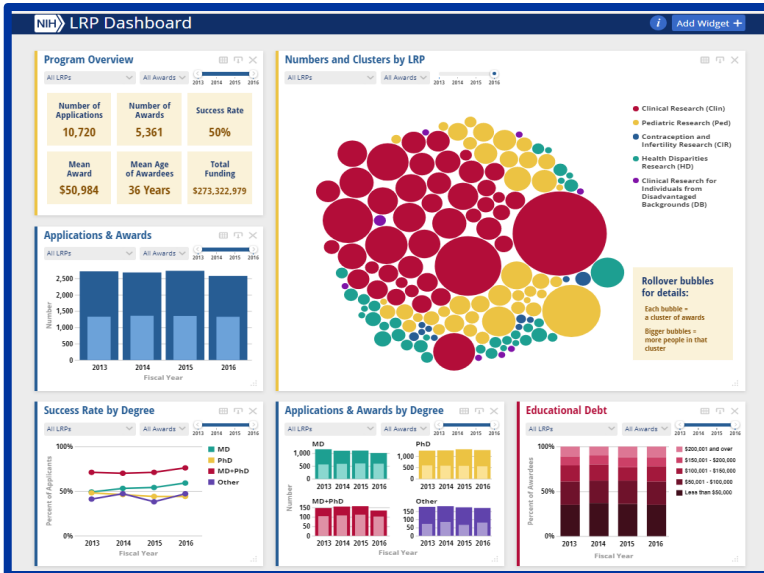 NIH LRP Dashboard
i
Add Widget +
Program Overview
All LRPs
All Awards
2013 2014 2015 2016
Number of
Applications
10,720
Number of
Awards
5,361
Success Rate
50%
Mean
Award
$50,984
Mean Age
of Awardees
36 Years
Total
Funding
$273,322,979
Numbers and Clusters by LRP
All LRPs
All Awards
2013 2014 2015 2016
Clinical Research (Clin)
Pediatric Research (Ped)
Contraception and
Infertility Research (CIR)
Health Disparities
Research (HD)
Clinical Research for
Individuals from
Disadvantaged
Backgrounds (DB)
Rollover bubbles
for details:
Each bubble =
a cluster of awards
Bigger bubbles =
more people in that
cluster
Applications & Awards
All LRPs
All Awards
2013 2014 2015 2016
Number
2,500
2,000
1,500
1,000
500
0
2013 2014 2015 2016
Fiscal Year
Success Rate by Degree
All LRPs
All Awards
2013 2014 2015 2016
Percent of Applicants
100%
50%
0%
MD
PhD
MD+PhD
Other
2013 2014 2015 2016
Fiscal Year
Applications & Awards by Degree
All LRPs
All Awards
2013 2014 2015 2016
Number
MD
1,000
500
0
PhD
1,000
500
0
MD+PhD
150
100
50
0
Other
150
100
50
0
2013 2014 2015 2016
2013 2014 2015 2016
Fiscal Year
Educational Debt
All LRPs
All Awards
2013 2014 2015 2016
Percent of Awardees
100%
50%
0%
$200,001 and over
$150,001 - $200,000
$100,001 - $150,000
$50,001 - $100,000
Less than $50,000
2013 2014 2015 2016
Fiscal Year